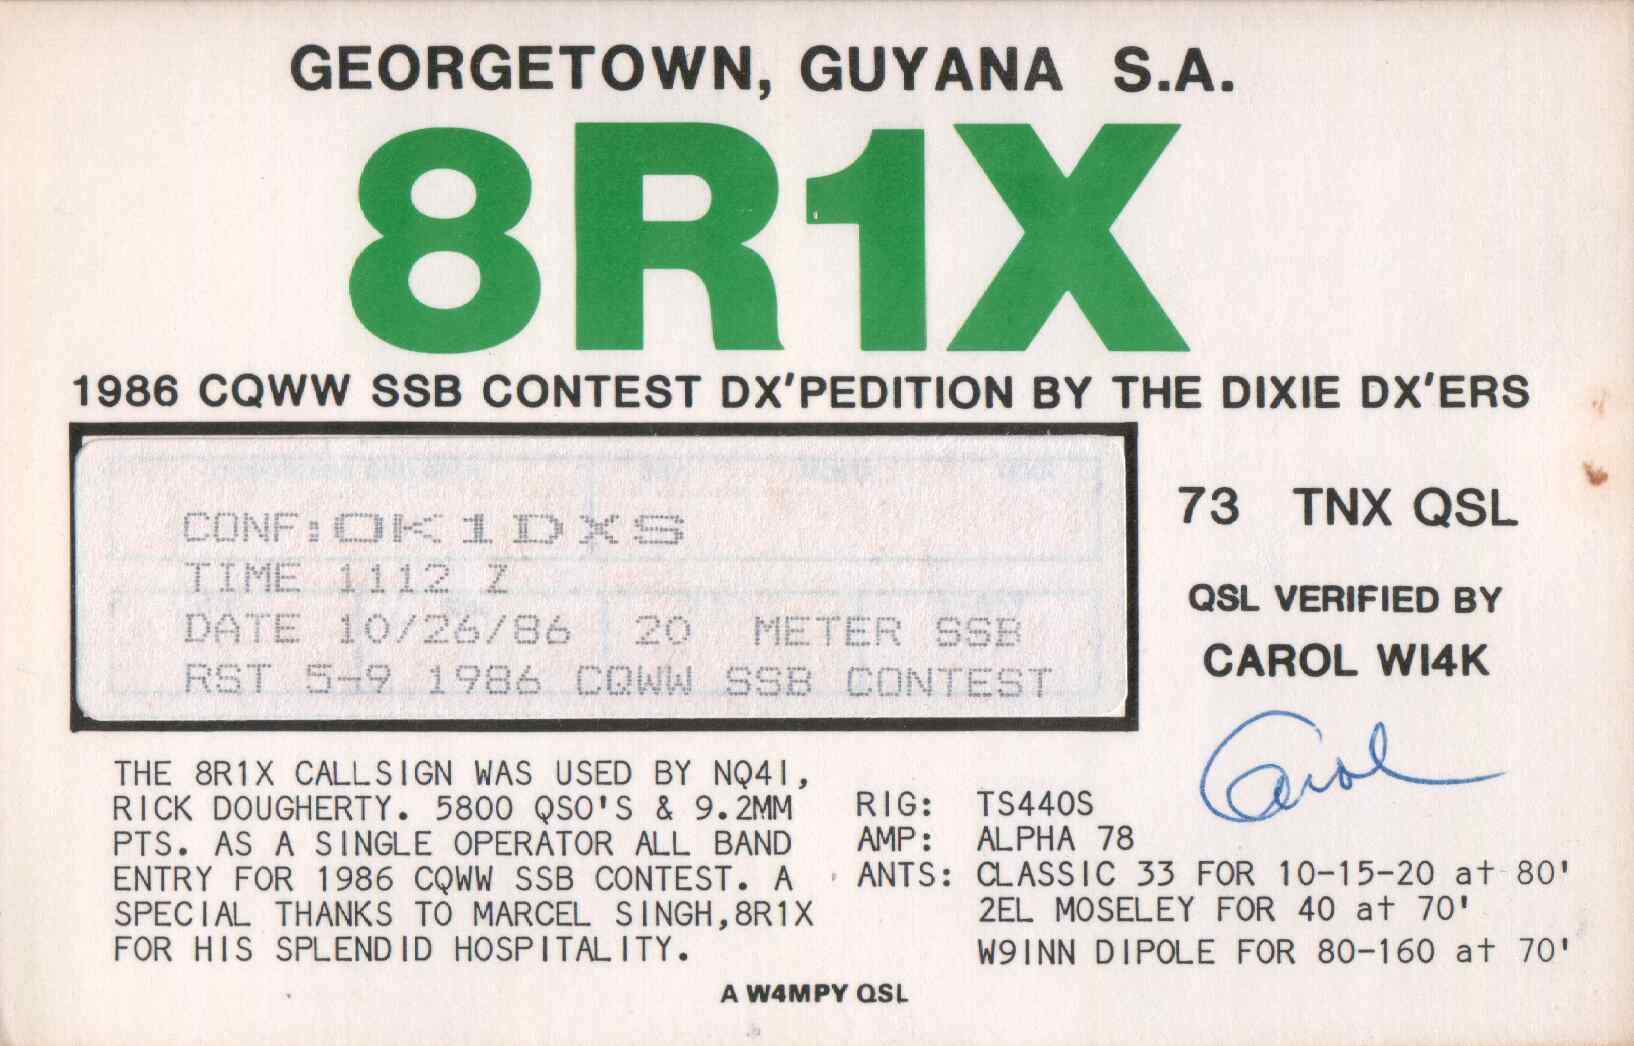 GEORGETOWN, GUYANA S.A.
8R1X
1986 CQWW SSB CONTEST DX'PEDITION BY THE DIXIE DX'ERS
CONF:OK1DXS
TIME 1112 Z
DATE 10/26/86 20 METER SSB
RST 5-9 1986 CQWW SSB CONTEST
73 TNX QSL
QSL VERIFIED BY
CAROL WI4K
Carol
THE 8R1X CALLSIGN WAS USED BY NQ4I,
RICK DOUGHERTY. 5800 QSO'S & 9.2MM
PTS. AS A SINGLE OPERATOR ALL BAND
ENTRY FOR 1986 CQWW SSB CONTEST. A
SPECIAL THANKS TO MARCEL SINGH,8R1X
FOR HIS SPLENDID HOSPITALITY.
RIG: TS440S
AMP: ALPHA 78
ANTS: CLASSIC 33 FOR 10-15-20 at 80'
2EL MOSELEY FOR 40 at 70'
W9INN DIPOLE FOR 80-160 at 70'
A W4MPY QSL